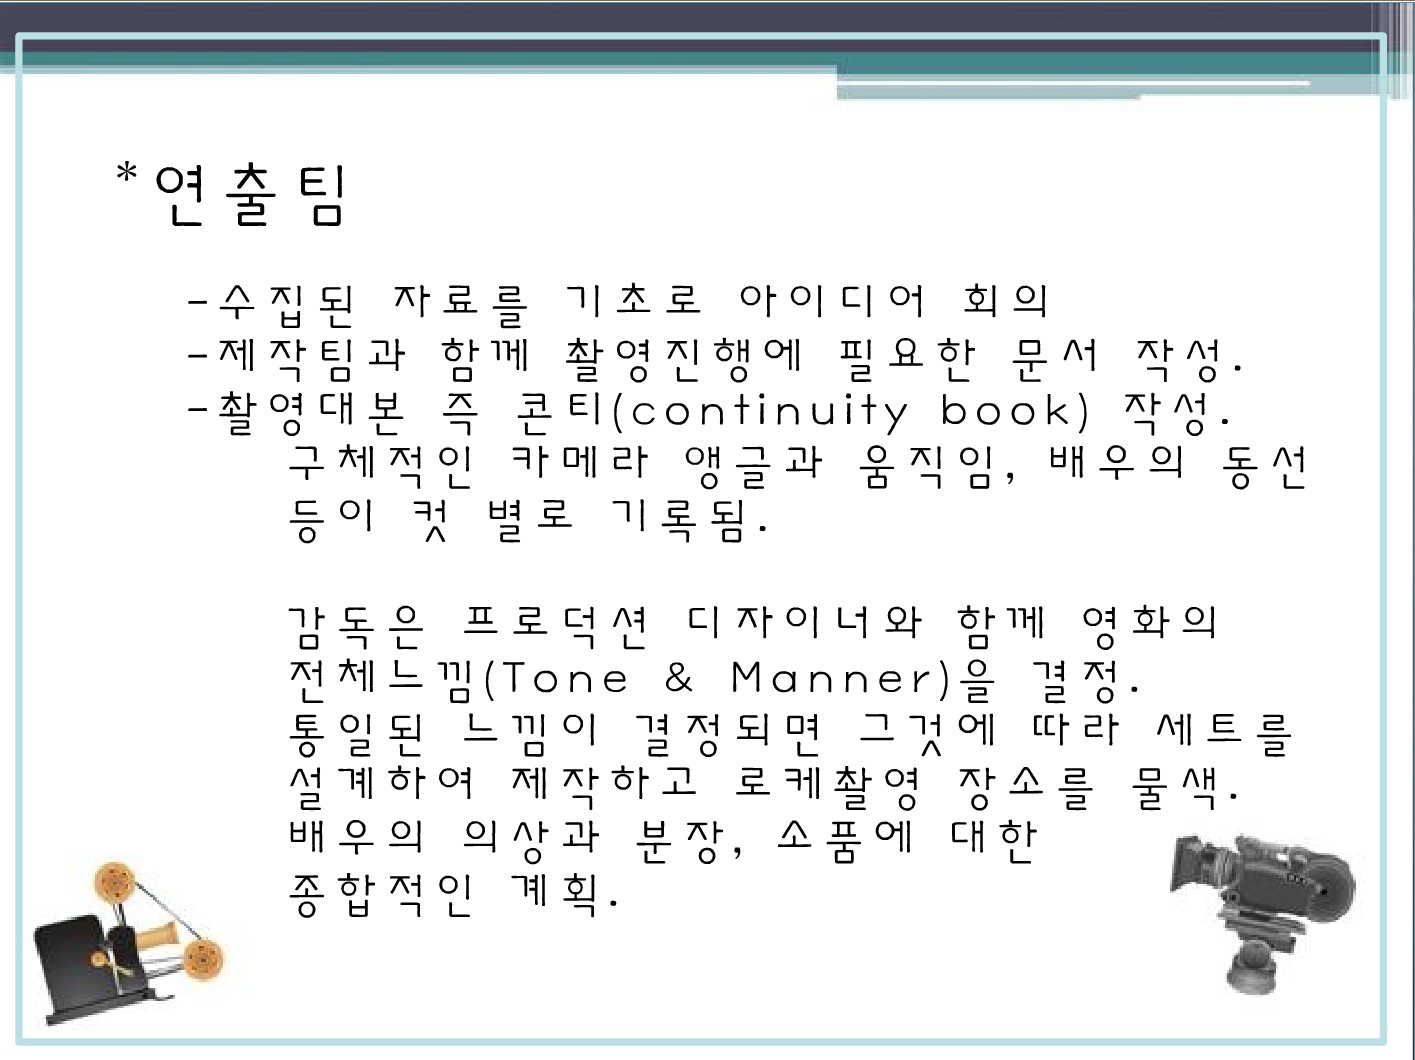 *연출팀
-수집된 자료를 기초로 아이디어 회의
-제작팀과 함께 촬영진행에 필요한 문서 작성.
-촬영대본 즉 콘티(continuity book) 작성.
구체적인 카메라 앵글과 움직임, 배우의 동선
등이 컷 별로 기록됨.
감독은 프로덕션 디자이너와 함께 영화의
전체느낌(Tone & Manner)을 결정.
통일된 느낌이 결정되면 그것에 따라 세트를
설계하여 제작하고 로케촬영 장소를 물색.
배우의 의상과 분장, 소품에 대한
종합적인 계획.